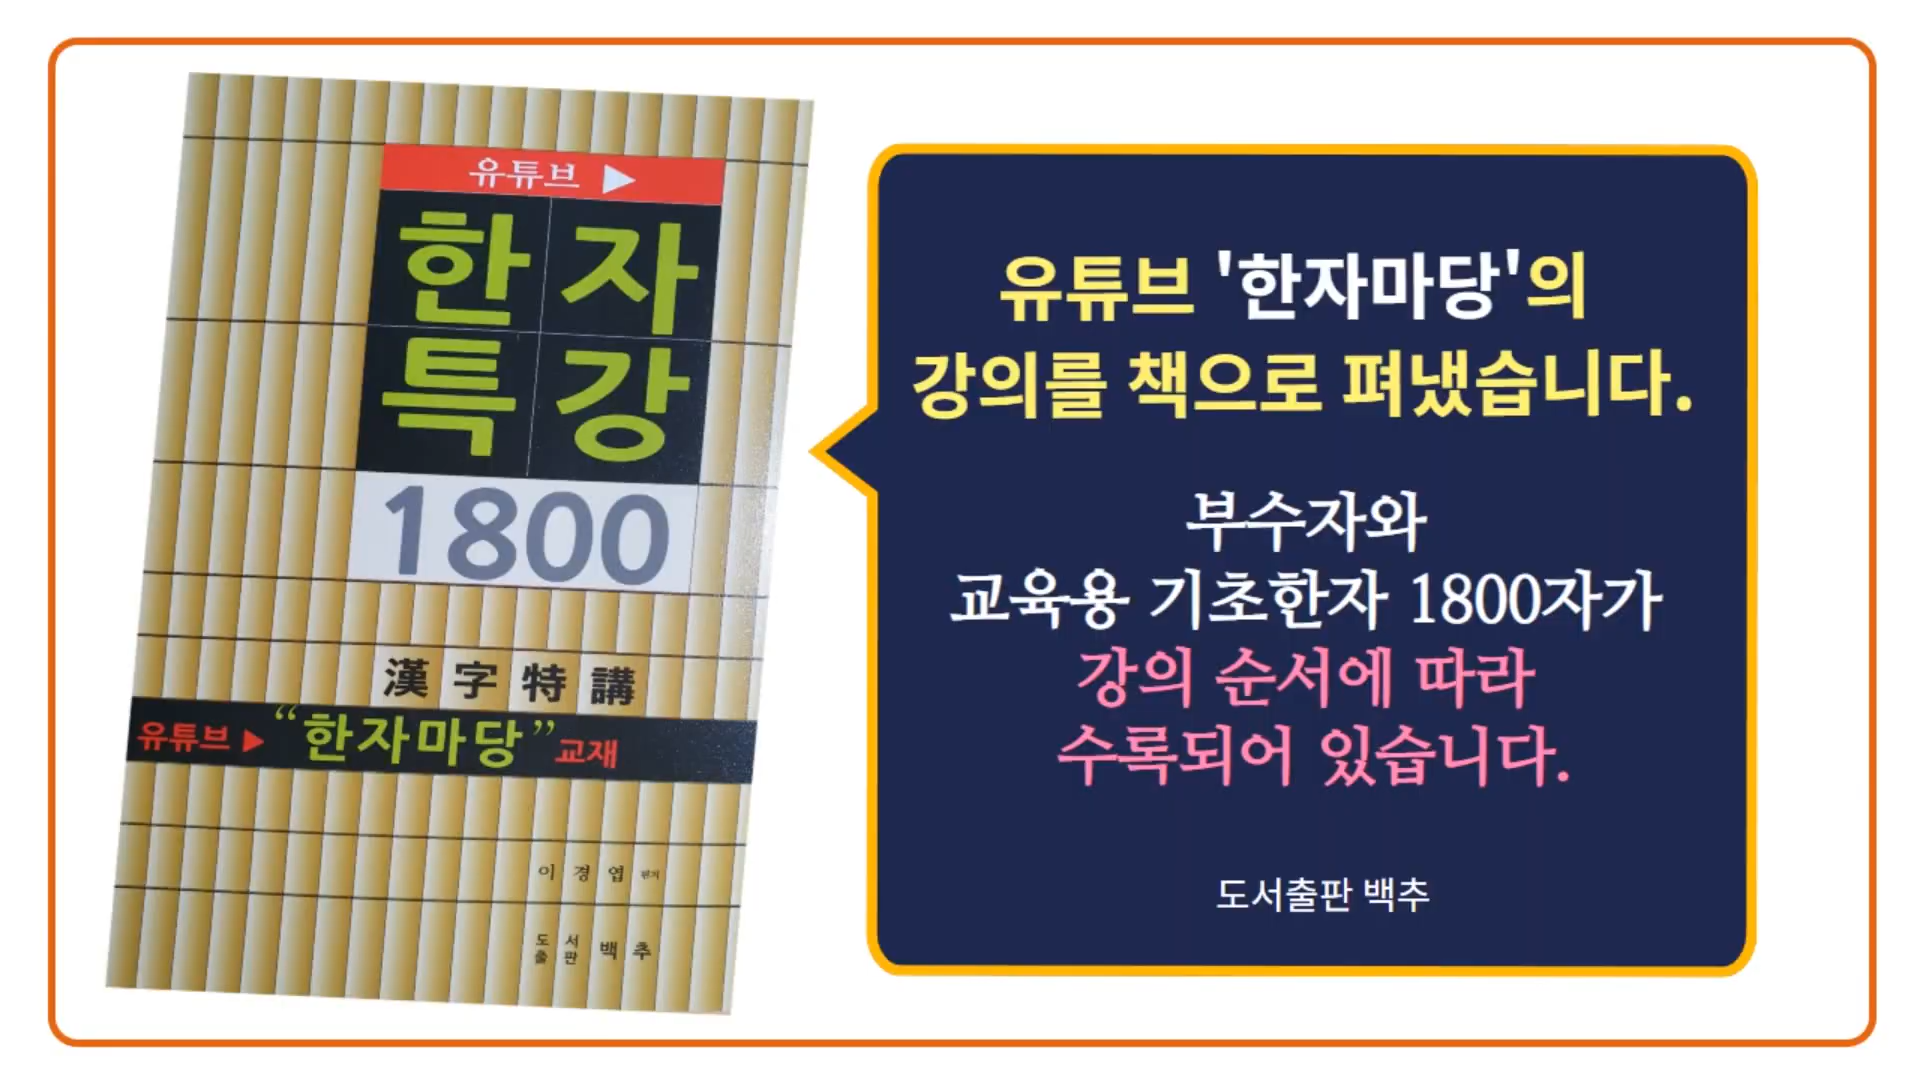 유튜브 ▶
한자
특강
1800
漢字特講
유튜브 ▶ "한자마당" 교재
이경엽 편저
도서출판 백추
유튜브 '한자마당'의
강의를 책으로 펴냈습니다.
부수자와
교육용 기초한자 1800자가
강의 순서에 따라
수록되어 있습니다.
도서출판 백추